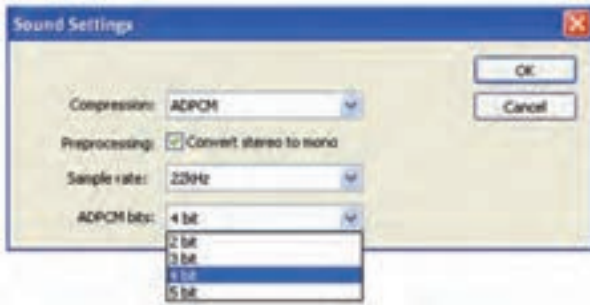 Sound Settings
OK
Compression: ADPCM
Cancel
Preprocessing: Convert stereo to mono
Sample rate: 22kHz
ADPCM bits: 4 bit
2 bit
3 bit
4 bit
5 bit